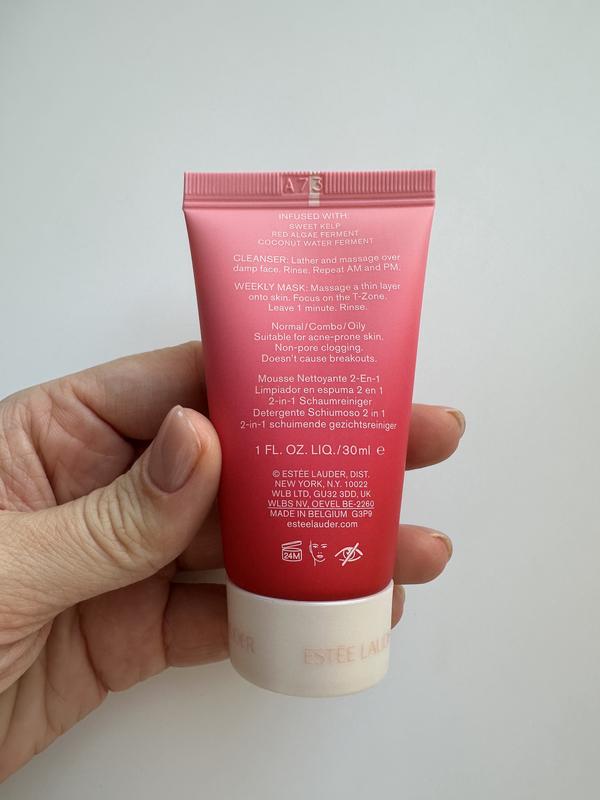 A73
INFUSED WITH:
SWEET KELP
RED ALGAE FERMENT
COCONUT WATER FERMENT
CLEANSER: Lather and massage over
damp face. Rinse. Repeat AM and PM.
WEEKLY MASK: Massage a thin layer
onto skin. Focus on the T-Zone.
Leave 1 minute. Rinse.
Normal/Combo/Oily
Suitable for acne-prone skin.
Non-pore clogging.
Doesn't cause breakouts.
Mousse Nettoyante 2-En-1
Limpiador en espuma 2 en 1
2-in-1 Schaumreiniger
Detergente Schiumoso 2 in 1
2-in-1 schuimende gezichtsreiniger
1 FL. OZ. LIQ./30ml ℮
© ESTÉE LAUDER, DIST.
NEW YORK, N.Y. 10022
WLB LTD, GU32 3DD, UK
WLBS NV, OEVEL BE-2260
MADE IN BELGIUM G3P9
esteelauder.com
24M
ESTÉE LAUDE